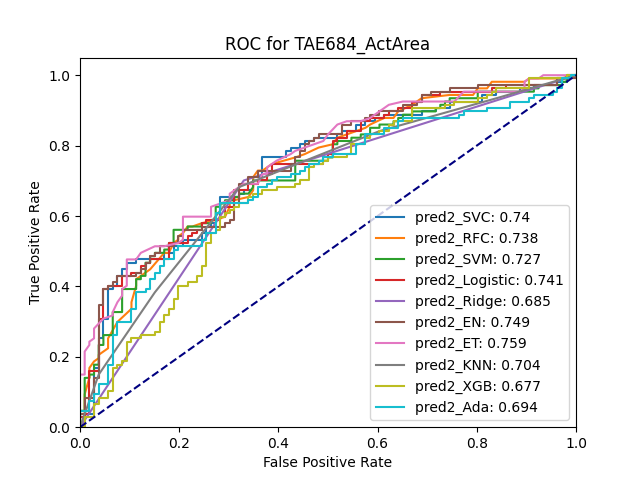 ROC for TAE684_ActArea
True Positive Rate
1.0
0.8
0.6
0.4
0.2
0.0
pred2_SVC: 0.74
pred2_RFC: 0.738
pred2_SVM: 0.727
pred2_Logistic: 0.741
pred2_Ridge: 0.685
pred2_EN: 0.749
pred2_ET: 0.759
pred2_KNN: 0.704
pred2_XGB: 0.677
pred2_Ada: 0.694
0.0 0.2 0.4 0.6 0.8 1.0
False Positive Rate